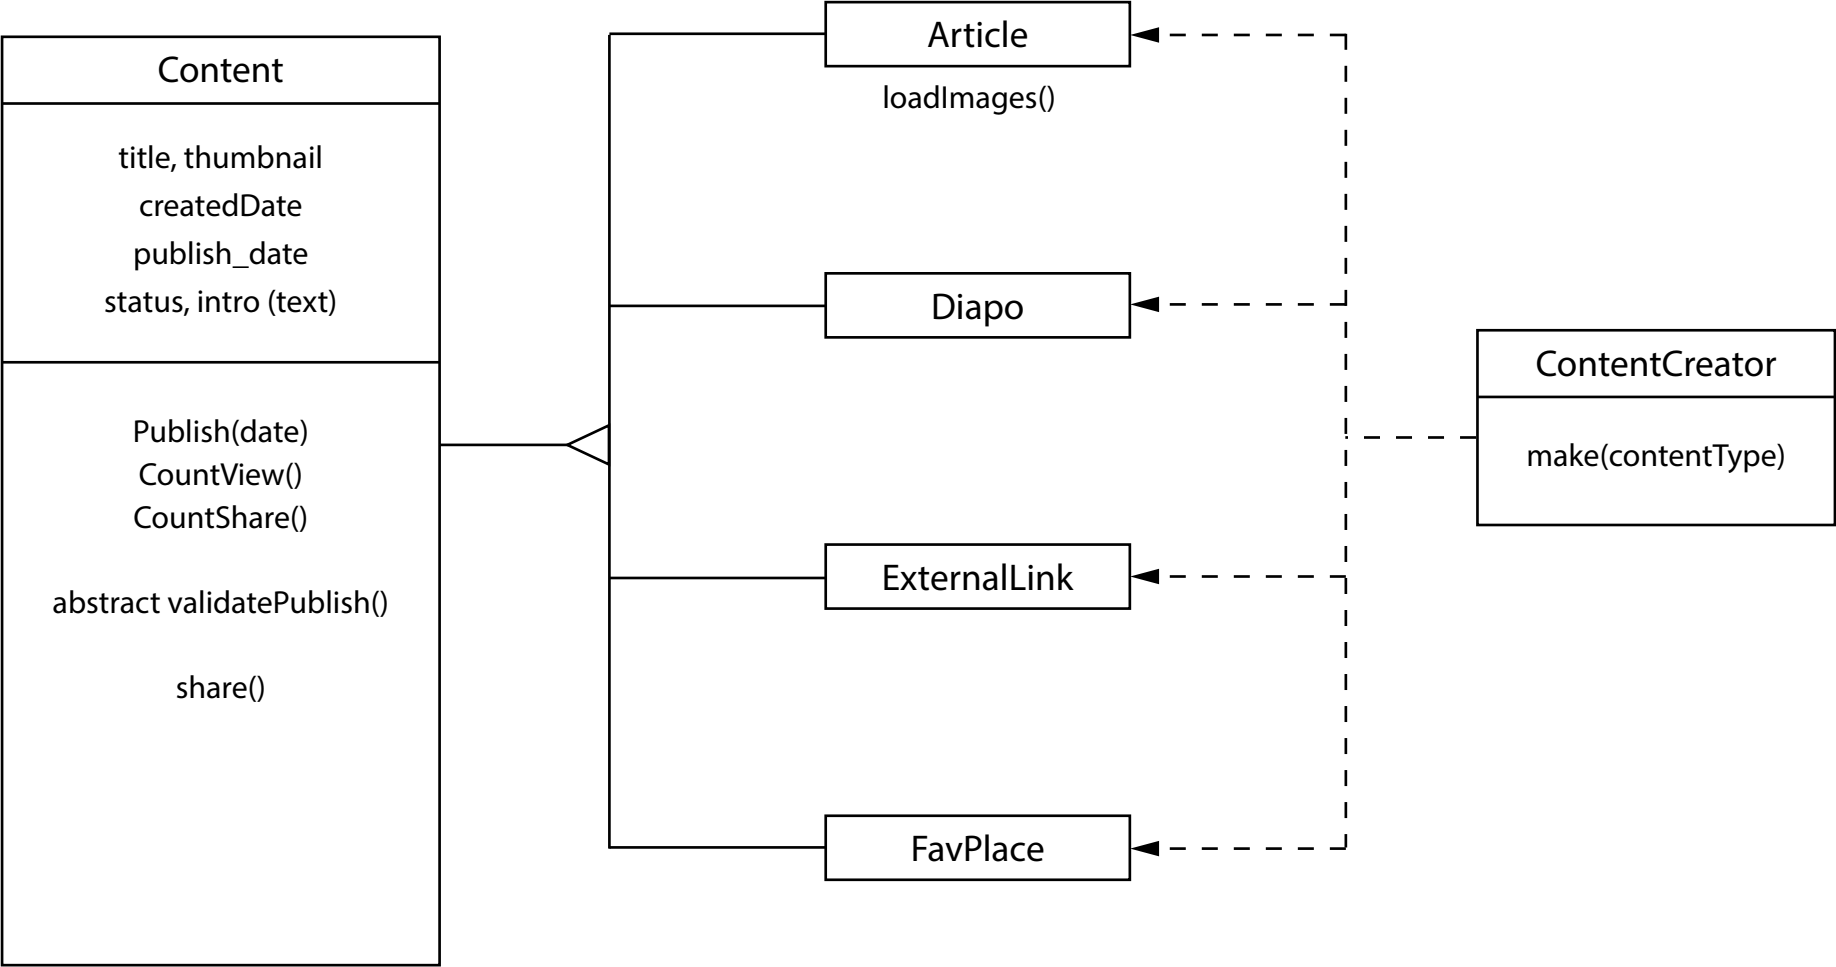 Content
title, thumbnail
createdDate
publish_date
status, intro (text)
Publish(date)
CountView()
CountShare()
abstract validatePublish()
share()
Article
loadImages()
Diapo
ExternalLink
FavPlace
ContentCreator
make(contentType)